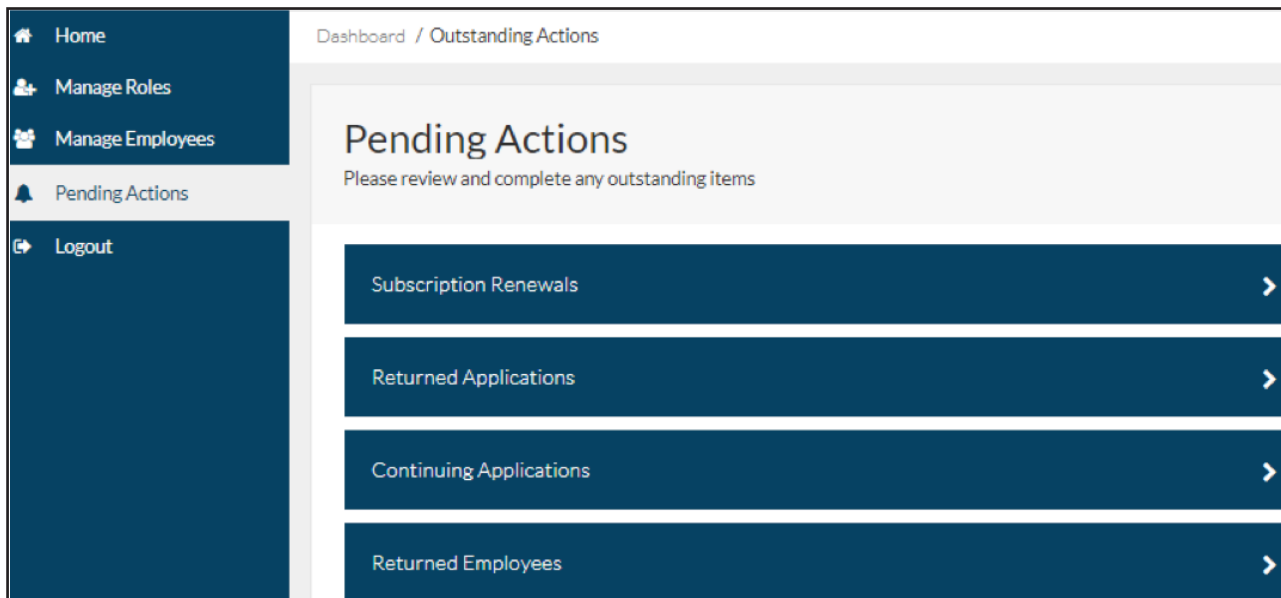 Home
Manage Roles
Manage Employees
Pending Actions
Logout
Dashboard / Outstanding Actions
Pending Actions
Please review and complete any outstanding items
Subscription Renewals
Returned Applications
Continuing Applications
Returned Employees